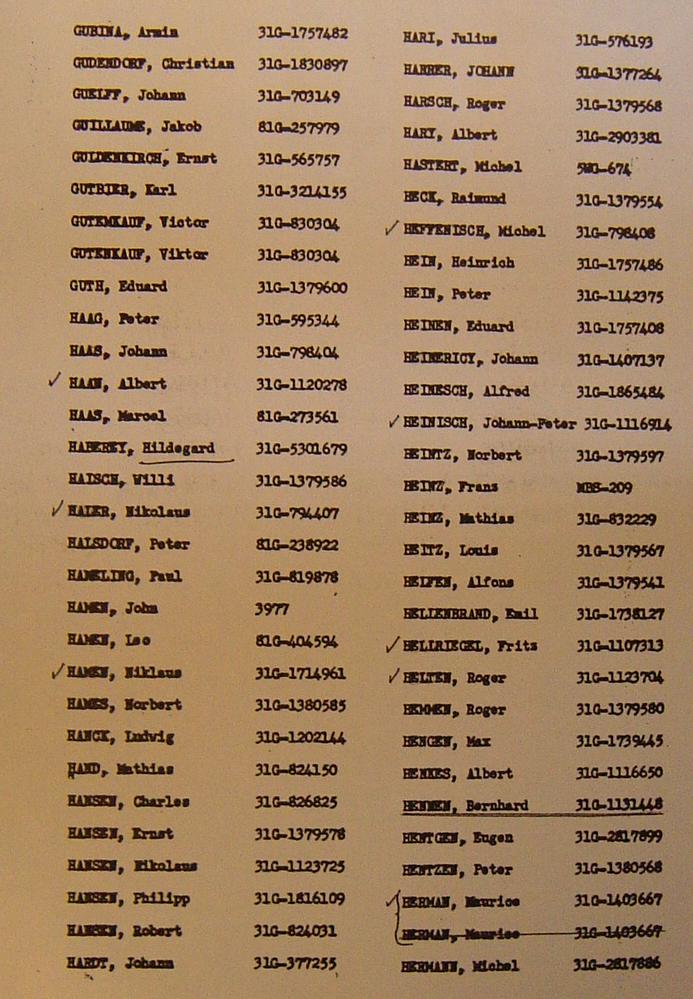 GUBINA, Armin 31G-1757482
GUDENDORF, Christian 31G-1830897
GUELFF, Johann 31G-703149
GUILLAUME, Jakob 81G-257979
GULDENKIRCH, Ernst 31G-565757
GUTBIER, Karl 31G-3214155
GUTEMKAUF, Victor 31G-830304
GUTENKAUF, Viktor 31G-830304
GUTH, Eduard 31G-1379600
HAAG, Peter 31G-595344
HAAS, Johann 31G-798404
HAAN, Albert 31G-1120278
HAAS, Marcel 81G-273561
HABEREY, Hildegard 31G-5301679
HAISCH, Willi 31G-1379586
HALER, Nikolaus 31G-794407
HALSDORF, Peter 81G-238922
HAMELING, Paul 31G-819878
HAMEN, John 3977
HAMEN, Leo 81G-404594
HAMEN, Niklaus 31G-1714961
HAMES, Norbert 31G-1380585
HANCK, Ludwig 31G-1202144
HAND, Mathias 31G-824150
HANSEN, Charles 31G-826825
HANSEN, Ernst 31G-1379578
HANSEN, Nikolaus 31G-1123725
HANSEN, Philipp 31G-1816109
HANSEN, Robert 31G-824031
HARDT, Johann 31G-377255
HARI, Julius 31G-576193
HARRER, JOHANN 31G-1377264
HARSCH, Roger 31G-1379568
HART, Albert 31G-2903381
HASTERT, Michel
HECK, Raimund 31G-1379554
HEFFENISCH, Michel 31G-798408
HEIN, Heinrich 31G-1757486
HEIN, Peter 31G-1142375
HEINEN, Eduard 31G-1757408
HEINERICY, Johann 31G-1407137
HEINESCH, Alfred 31G-1865484
HEINISCH, Johann-Peter 31G-1116914
HEINTZ, Norbert 31G-1379597
HEINZ, Franz MBS-209
HEINZ, Mathias 31G-832229
HEITZ, Louis 31G-1379567
HELFEN, Alfons 31G-1379541
HELLENBRAND, Emil 31G-1738127
HELLRIEGEL, Fritz 31G-1107313
HELTEN, Roger 31G-1123704
HEMMEN, Roger 31G-1379580
HENGEN, Max 31G-1739445
HENKES, Albert 31G-1116650
HENNEN, Bernhard 31G-1131448
HENTGEN, Eugen 31G-2817899
HENTZEN, Peter 31G-1380568
HERMAN, Maurice 31G-1403667
HERMAN, Maurice 31G-1403667
HERMANN, Michel 31G-2817886